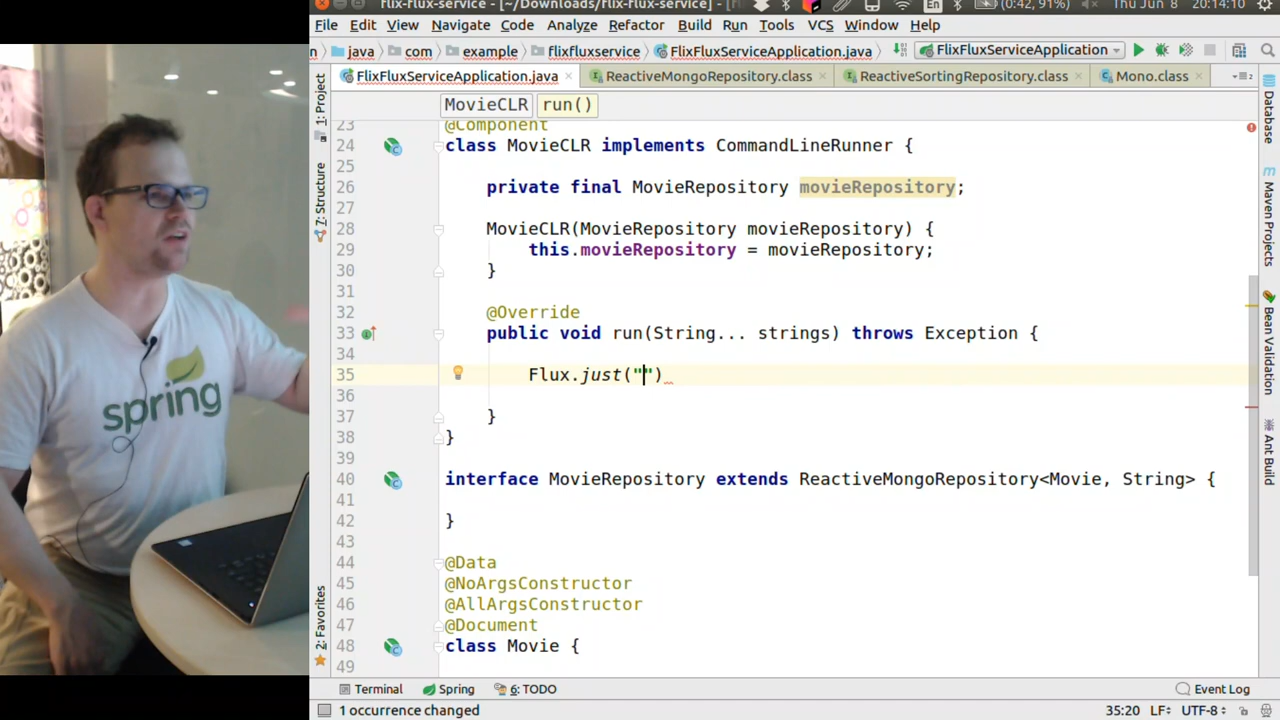 flix-flux-service - [~/Downloads/flix-flux-service] -
En
(0:42, 91%)
Thu Jun 8 20:14:10
File Edit View Navigate Code Analyze Refactor Build Run Tools VCS Window Help
java com example flixfluxservice FlixFluxServiceApplication.java FlixFluxServiceApplication
FlixFluxServiceApplication.java ReactiveMongoRepository.class ReactiveSortingRepository.class Mono.class
MovieCLR run()
23 @Component
24 class MovieCLR implements CommandLineRunner {
25
26 private final MovieRepository movieRepository;
27
28 MovieCLR(MovieRepository movieRepository) {
29 this.movieRepository = movieRepository;
30 }
31
32 @Override
33 public void run(String... strings) throws Exception {
34
35 Flux.just("")
36
37 }
38 }
39
40 interface MovieRepository extends ReactiveMongoRepository<Movie, String> {
41
42 }
43
44 @Data
45 @NoArgsConstructor
46 @AllArgsConstructor
47 @Document
48 class Movie {
49
1: Project
7: Structure
2: Favorites
Database
Maven Projects
Bean Validation
Ant Build
spring
Terminal Spring 6: TODO Event Log
1 occurrence changed 35:20 LF÷ UTF-8÷